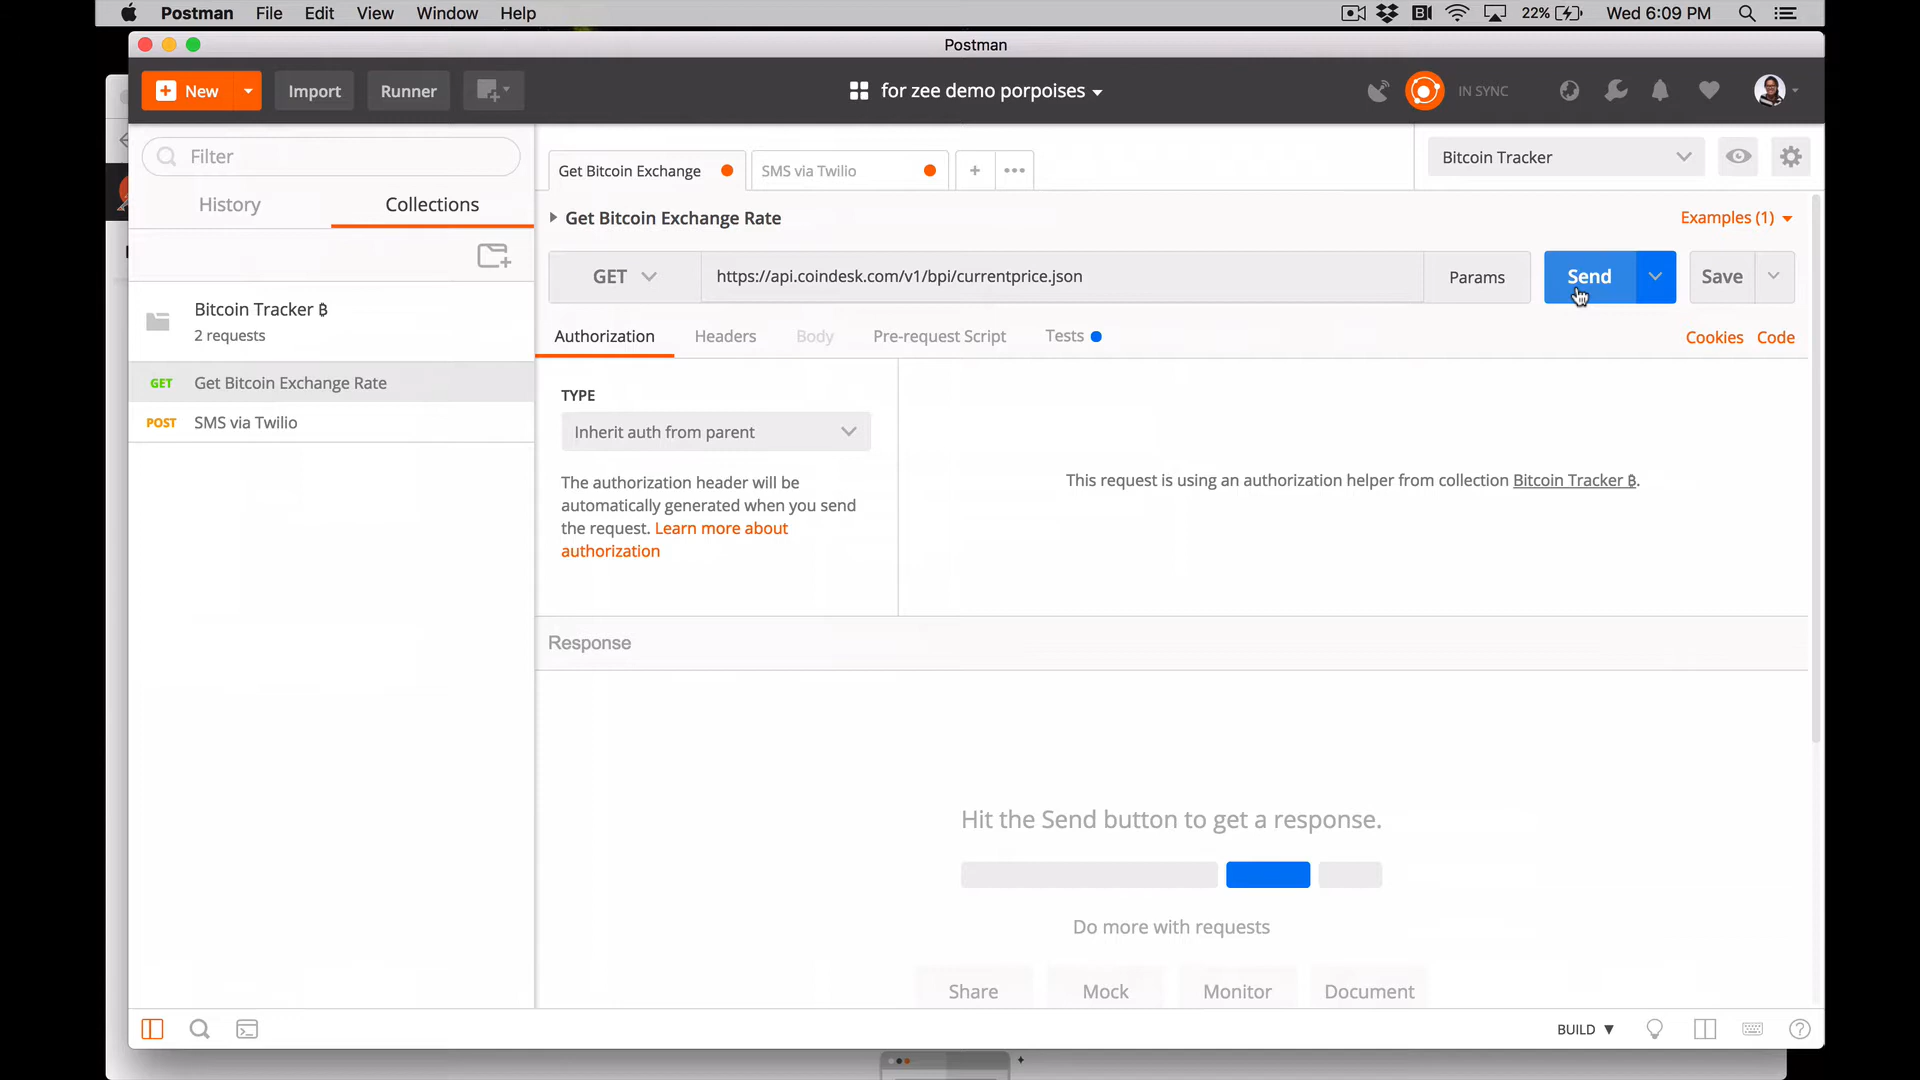 Postman File Edit View Window Help 22% Wed 6:09 PM
Postman
New Import Runner for zee demo porpoises IN SYNC
Filter
History Collections
Bitcoin Tracker ₿
2 requests
GET Get Bitcoin Exchange Rate
POST SMS via Twilio
Get Bitcoin Exchange SMS via Twilio + ••• Bitcoin Tracker
Get Bitcoin Exchange Rate Examples (1)
GET https://api.coindesk.com/v1/bpi/currentprice.json Params Send Save
Authorization Headers Body Pre-request Script Tests Cookies Code
TYPE
Inherit auth from parent
The authorization header will be
automatically generated when you send
the request. Learn more about
authorization
This request is using an authorization helper from collection Bitcoin Tracker ₿.
Response
Hit the Send button to get a response.
Do more with requests
Share Mock Monitor Document
BUILD